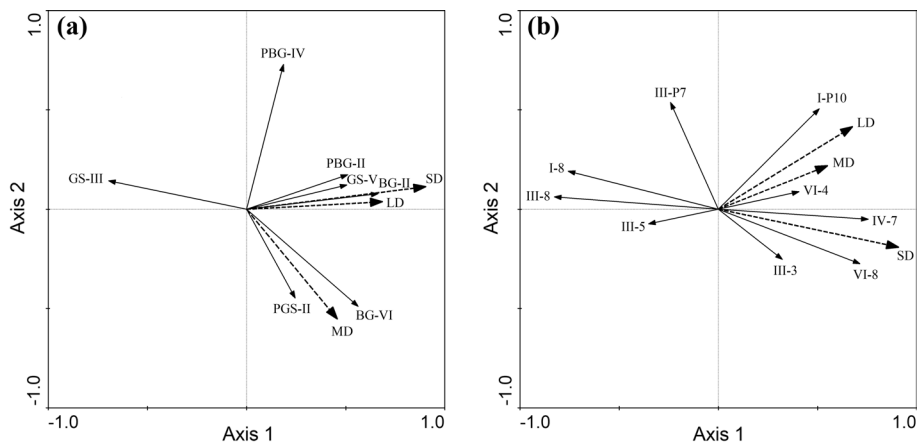 (a)
1.0
PBG-IV
PBG-II
GS-III
GS-V
BG-II
SD
LD
PGS-II
BG-VI
MD
Axis 2
-1.0
-1.0
Axis 1
1.0
(b)
1.0
III-P7
I-P10
LD
I-8
MD
III-8
VI-4
III-5
IV-7
SD
III-3
VI-8
Axis 2
-1.0
-1.0
Axis 1
1.0